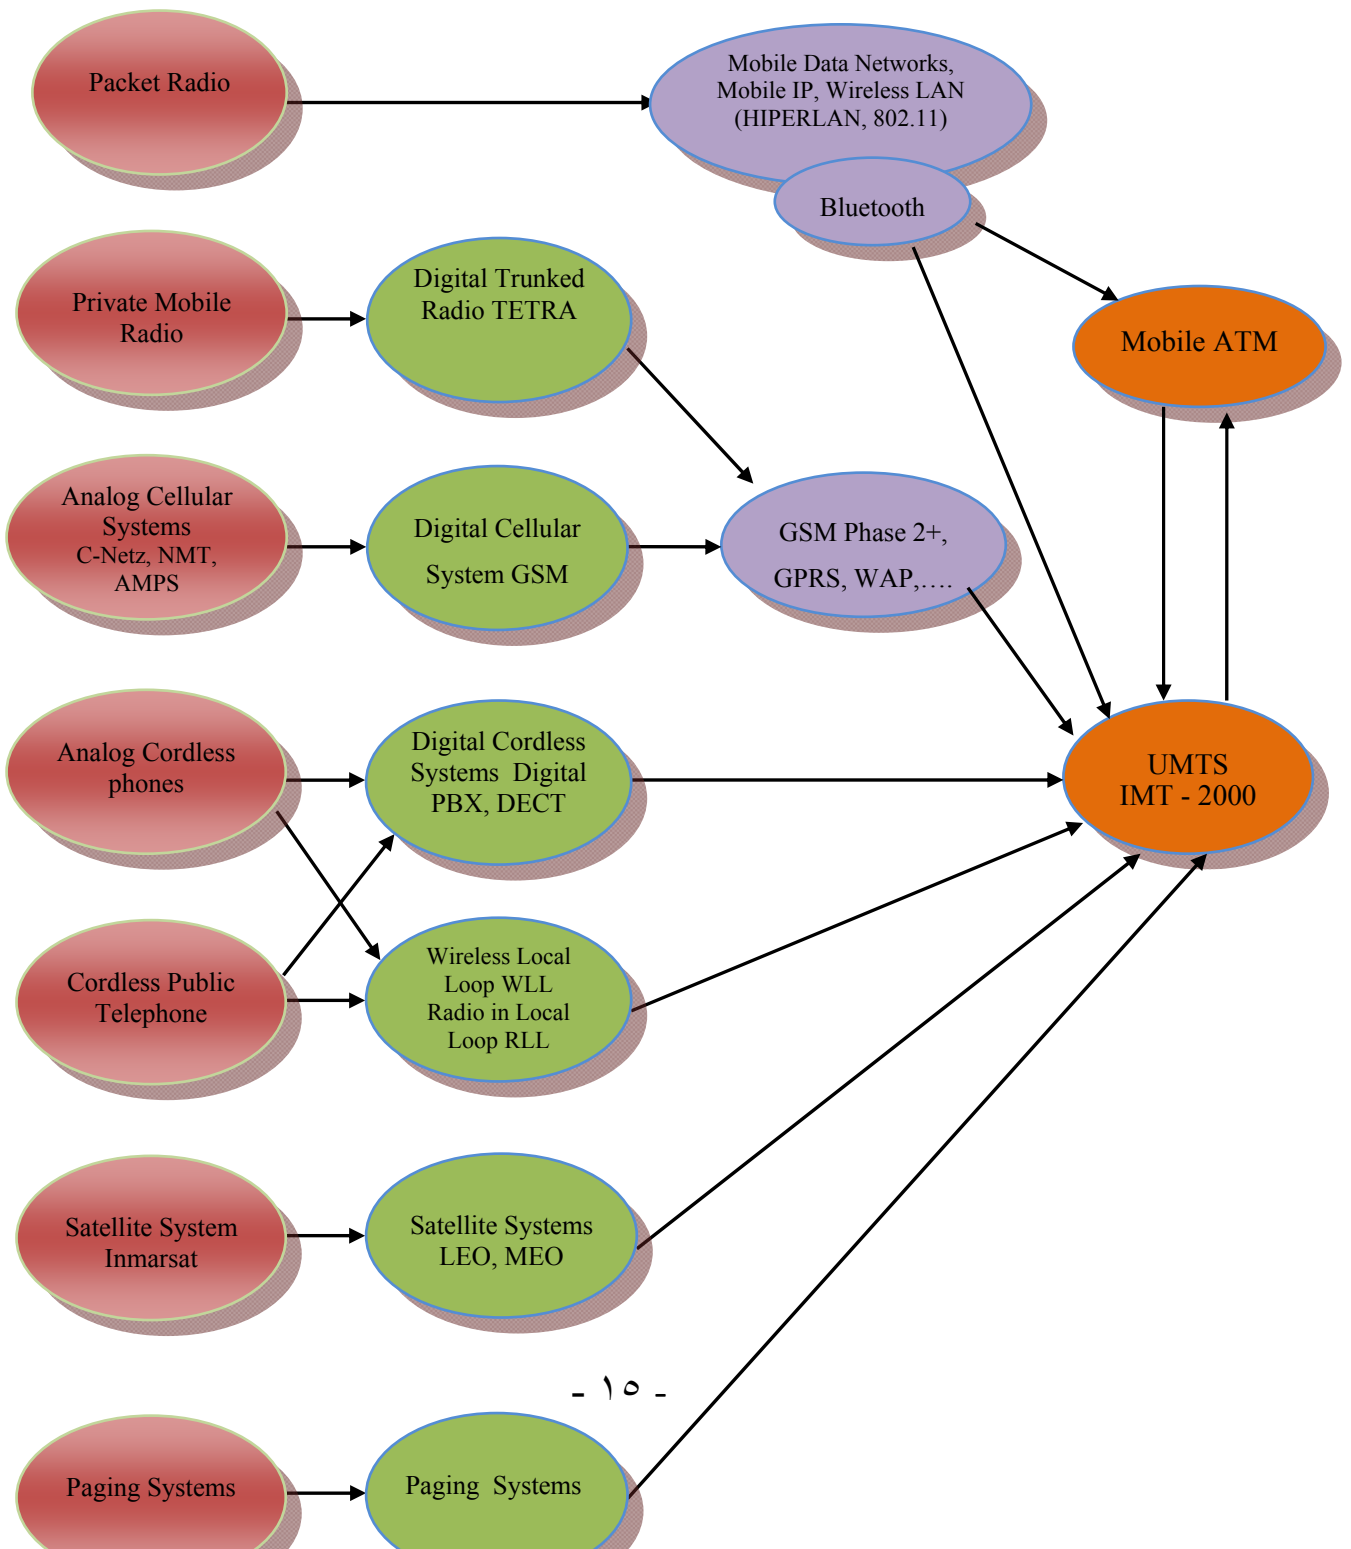 Packet Radio
Mobile Data Networks,
Mobile IP, Wireless LAN
(HIPERLAN, 802.11)
Bluetooth
Private Mobile
Radio
Digital Trunked
Radio TETRA
Mobile ATM
Analog Cellular
Systems
C-Netz, NMT,
AMPS
Digital Cellular
System GSM
GSM Phase 2+,
GPRS, WAP,….
Analog Cordless
phones
Digital Cordless
Systems  Digital
PBX, DECT
UMTS
IMT - 2000
Cordless Public
Telephone
Wireless Local
Loop WLL
Radio in Local
Loop RLL
Satellite System
Inmarsat
Satellite Systems
LEO, MEO
- ١٥ -
Paging Systems
Paging  Systems